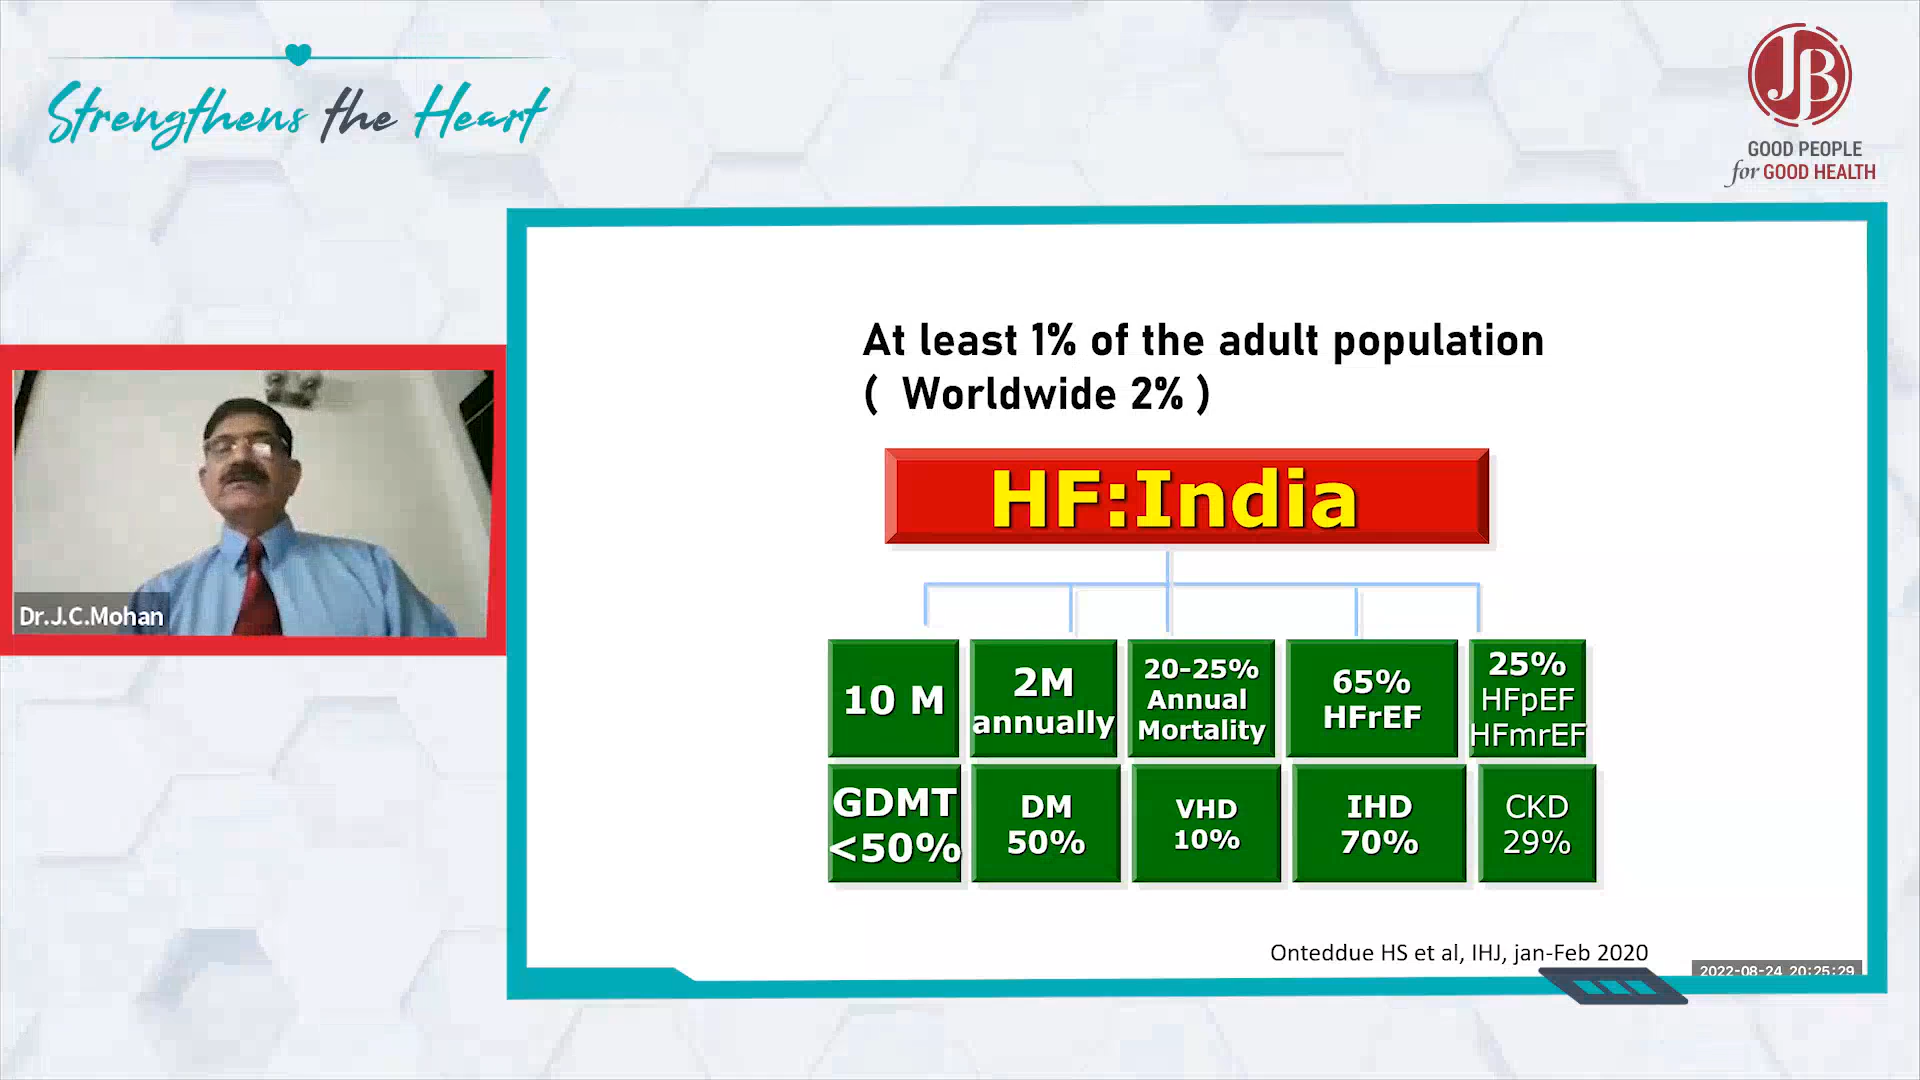 Strengthens the Heart
JB
GOOD PEOPLE
for GOOD HEALTH
At least 1% of the adult population
( Worldwide 2% )
HF:India
10 M
2M
annually
20-25%
Annual
Mortality
65%
HFrEF
25%
HFpEF
HFmrEF
GDMT
<50%
DM
50%
VHD
10%
IHD
70%
CKD
29%
Dr.J.C.Mohan
Onteddue HS et al, IHJ, jan-Feb 2020
2022-08-24 20:25:29